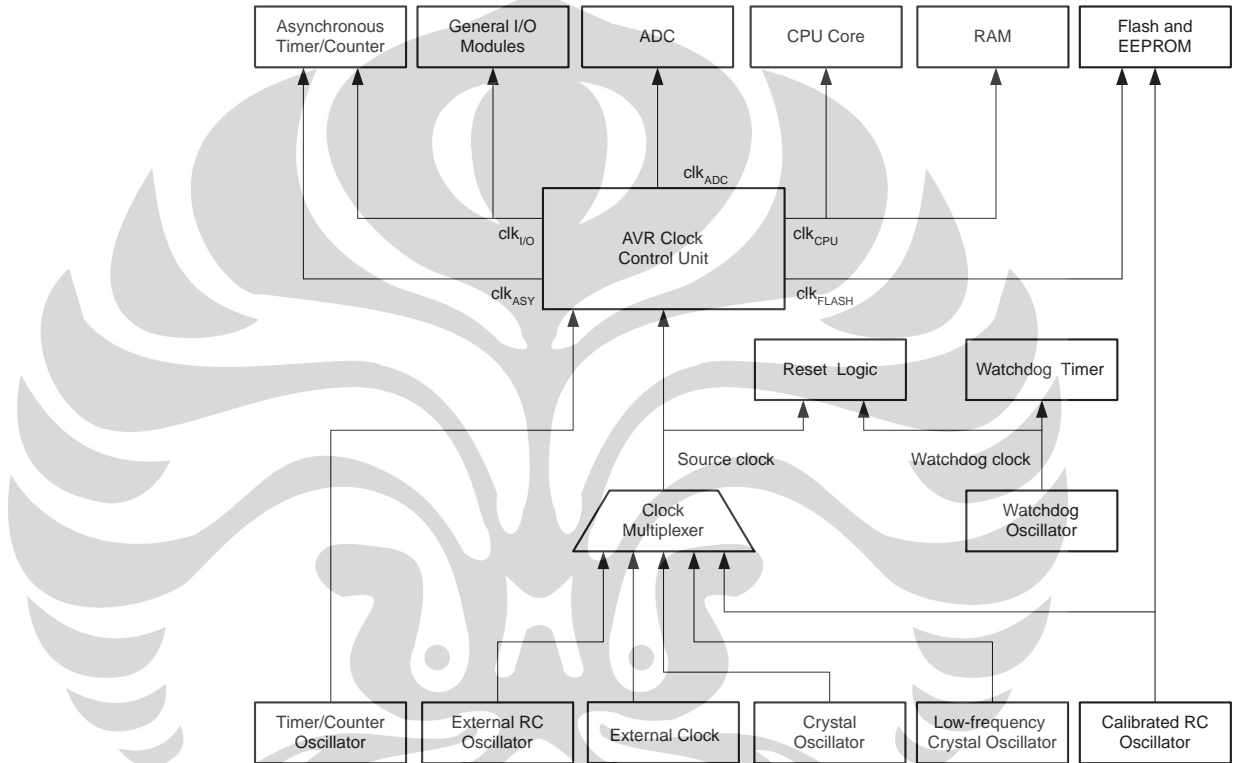 Asynchronous
Timer/Counter
General I/O
Modules
ADC
CPU Core
RAM
Flash and
EEPROM
clkADC
clkI/O
AVR Clock
Control Unit
clkCPU
clkASY
clkFLASH
Reset Logic
Watchdog Timer
Source clock
Watchdog clock
Clock
Multiplexer
Watchdog
Oscillator
Timer/Counter
Oscillator
External RC
Oscillator
External Clock
Crystal
Oscillator
Low-frequency
Crystal Oscillator
Calibrated RC
Oscillator